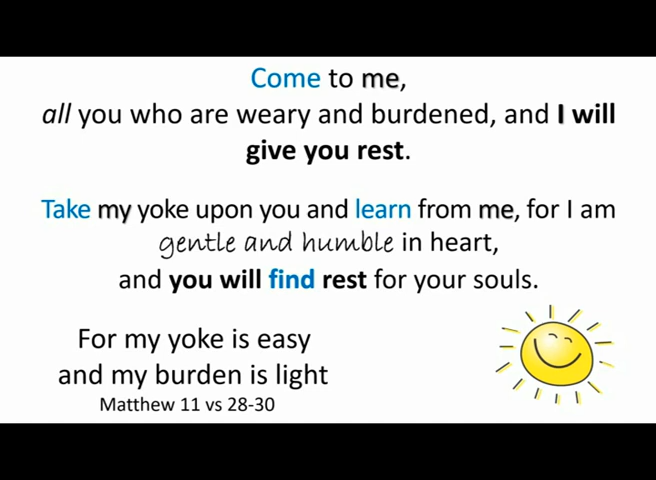 Come to me,
all you who are weary and burdened, and I will
give you rest.
Take my yoke upon you and learn from me, for I am
gentle and humble in heart,
and you will find rest for your souls.
For my yoke is easy
and my burden is light
Matthew 11 vs 28-30